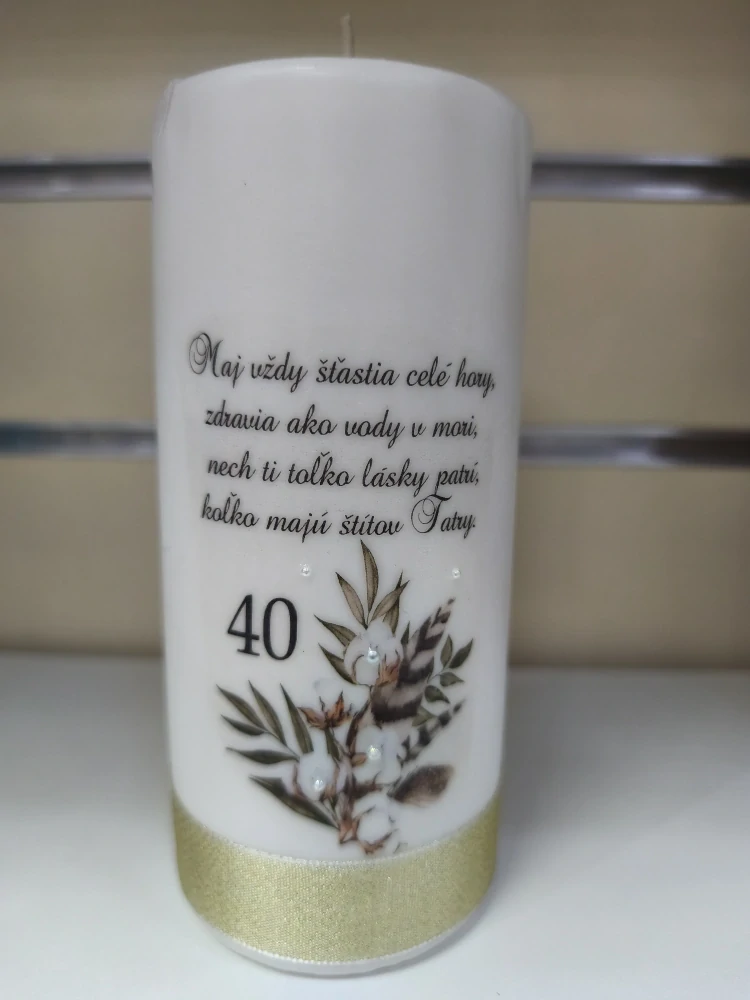 Maj vždy šťastia celé hory,
zdravia ako vody v mori,
nech ti toľko lásky patrí,
koľko majú štítov Tatry.
40